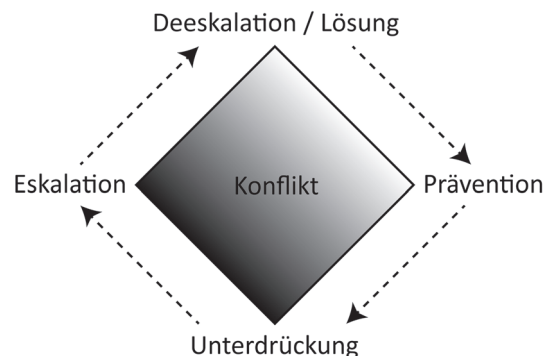 Deeskalation / Lösung
Eskalation
Konflikt
Prävention
Unterdrückung